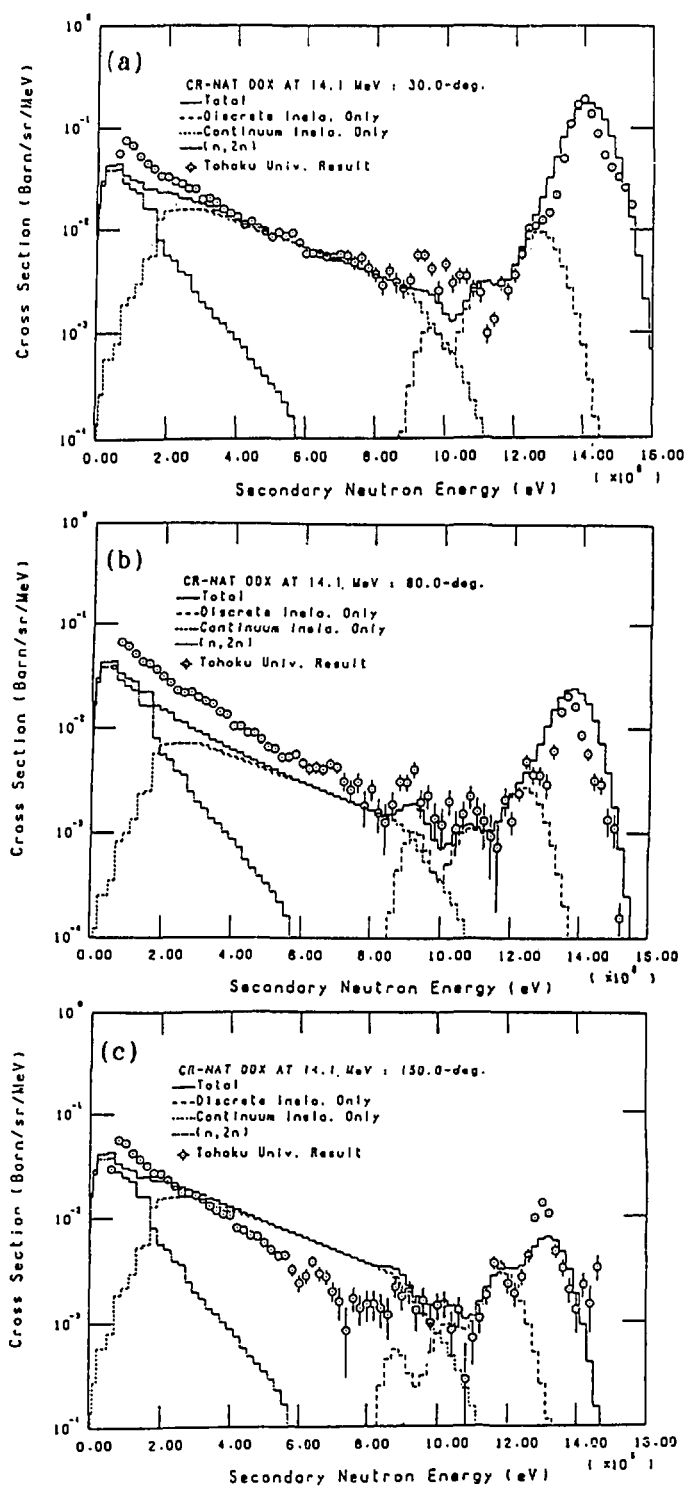 10⁰
(a)
CR-NAT DDX AT 14.1 MeV : 30.0-deg.
Total
Discrete Inela. Only
Continuum Inela. Only
(n,2n)
Tohoku Univ. Result
10⁻¹
10⁻²
10⁻³
10⁻⁴
Cross Section (Barn/sr/MeV)
0.00 2.00 4.00 6.00 8.00 10.00 12.00 14.00 16.00
Secondary Neutron Energy (eV)
(×10⁶)
10⁰
(b)
CR-NAT DDX AT 14.1 MeV : 80.0-deg.
Total
Discrete Inela. Only
Continuum Inela. Only
(n,2n)
Tohoku Univ. Result
10⁻¹
10⁻²
10⁻³
10⁻⁴
Cross Section (Barn/sr/MeV)
0.00 2.00 4.00 6.00 8.00 10.00 12.00 14.00 16.00
Secondary Neutron Energy (eV)
(×10⁶)
10⁰
(c)
CR-NAT DDX AT 14.1 MeV : 150.0-deg.
Total
Discrete Inela. Only
Continuum Inela. Only
(n,2n)
Tohoku Univ. Result
10⁻¹
10⁻²
10⁻³
10⁻⁴
Cross Section (Barn/sr/MeV)
0.00 2.00 4.00 6.00 8.00 10.00 12.00 14.00 16.00
Secondary Neutron Energy (eV)
(×10⁶)